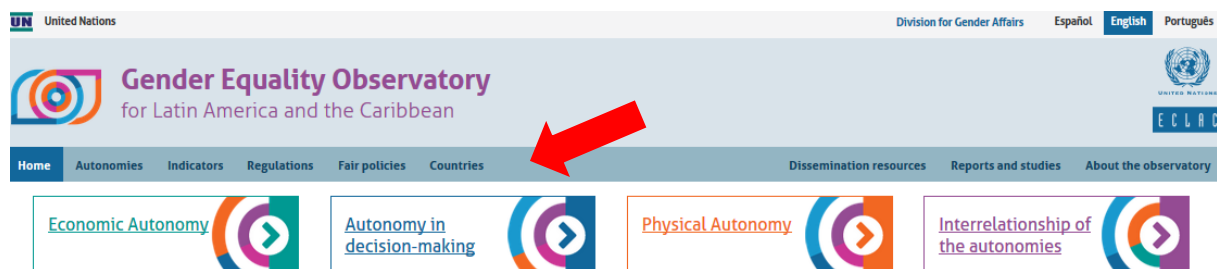 UN United Nations Division for Gender Affairs Español English Português
Gender Equality Observatory
for Latin America and the Caribbean
UNITED NATIONS
ECLAC
Home Autonomies Indicators Regulations Fair policies Countries Dissemination resources Reports and studies About the observatory
Economic Autonomy
Autonomy in
decision-making
Physical Autonomy
Interrelationship of
the autonomies